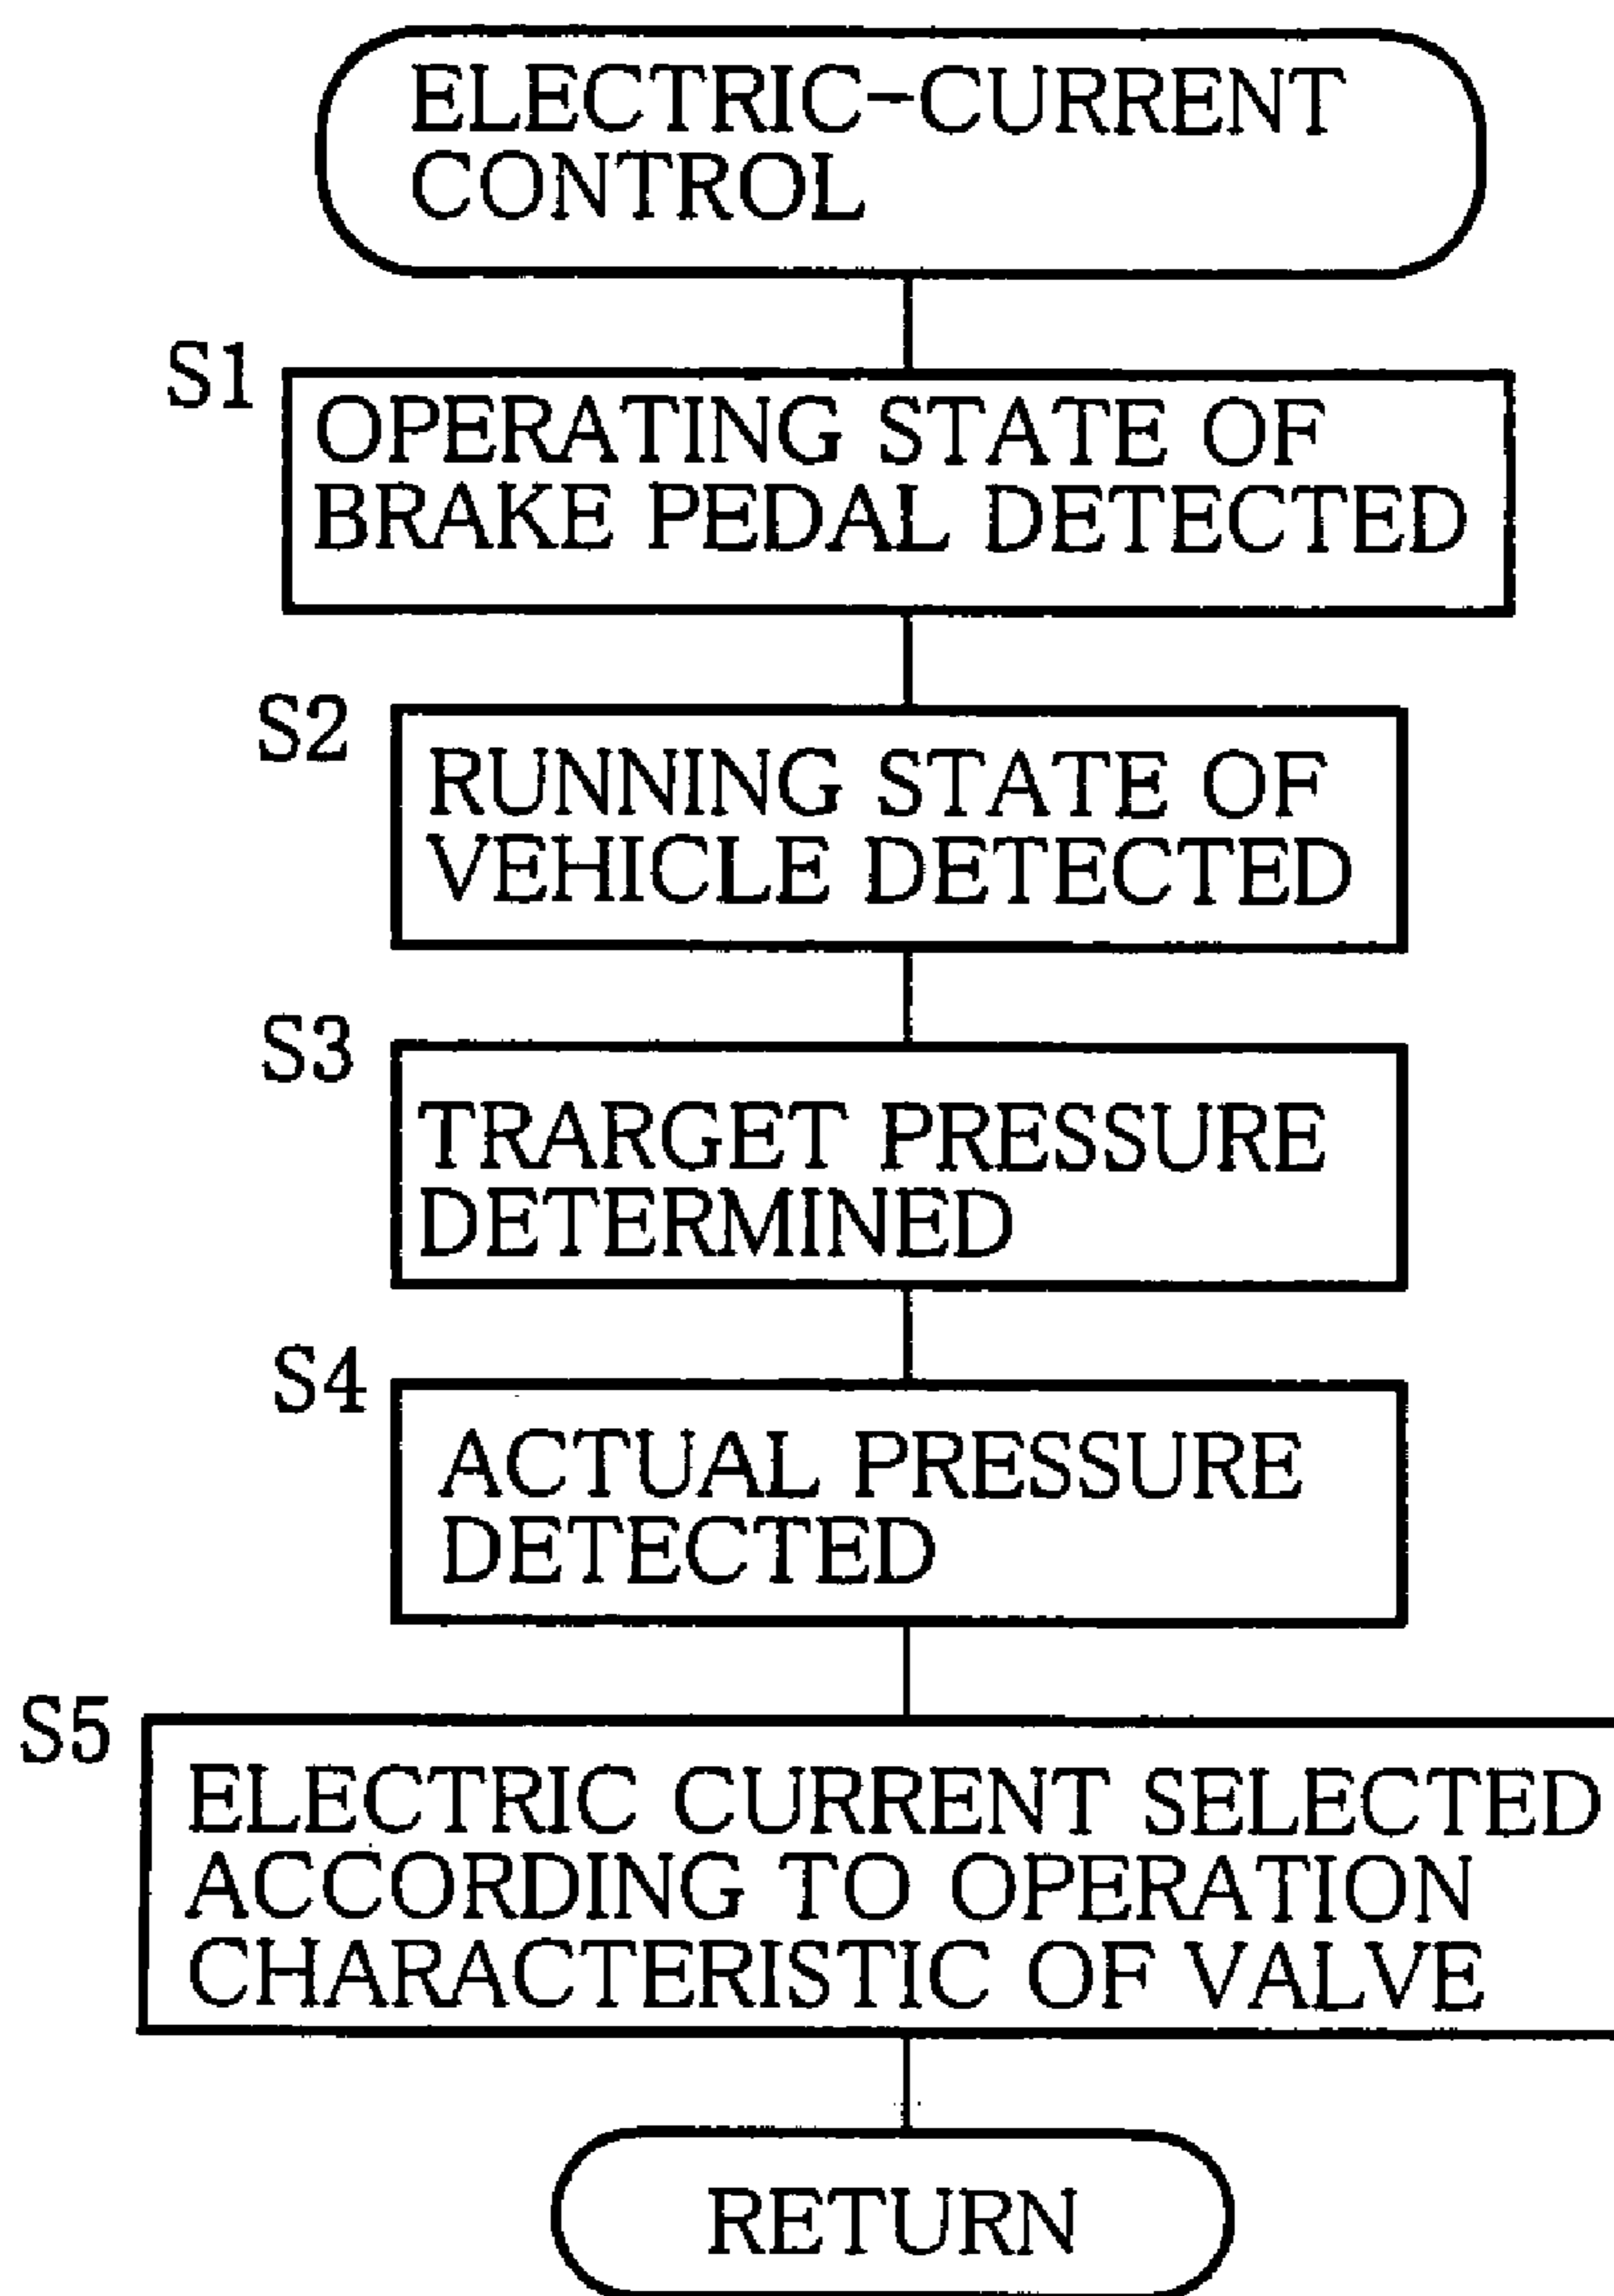 ELECTRIC-CURRENT
CONTROL
S1
OPERATING STATE OF
BRAKE PEDAL DETECTED
S2
RUNNING STATE OF
VEHICLE DETECTED
S3
TRARGET PRESSURE
DETERMINED
S4
ACTUAL PRESSURE
DETECTED
S5
ELECTRIC CURRENT SELECTED
ACCORDING TO OPERATION
CHARACTERISTIC OF VALVE
RETURN